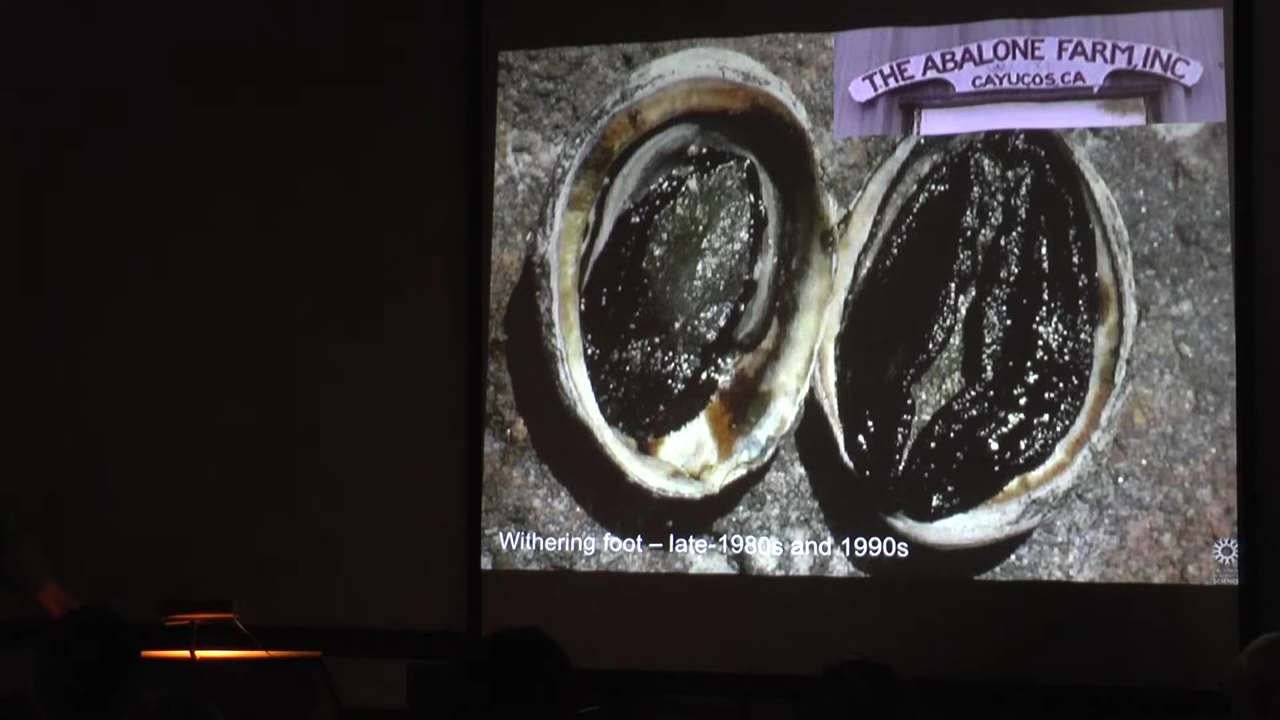 THE ABALONE FARM, INC
CAYUCOS, CA
Withering foot – late-1980s and 1990s